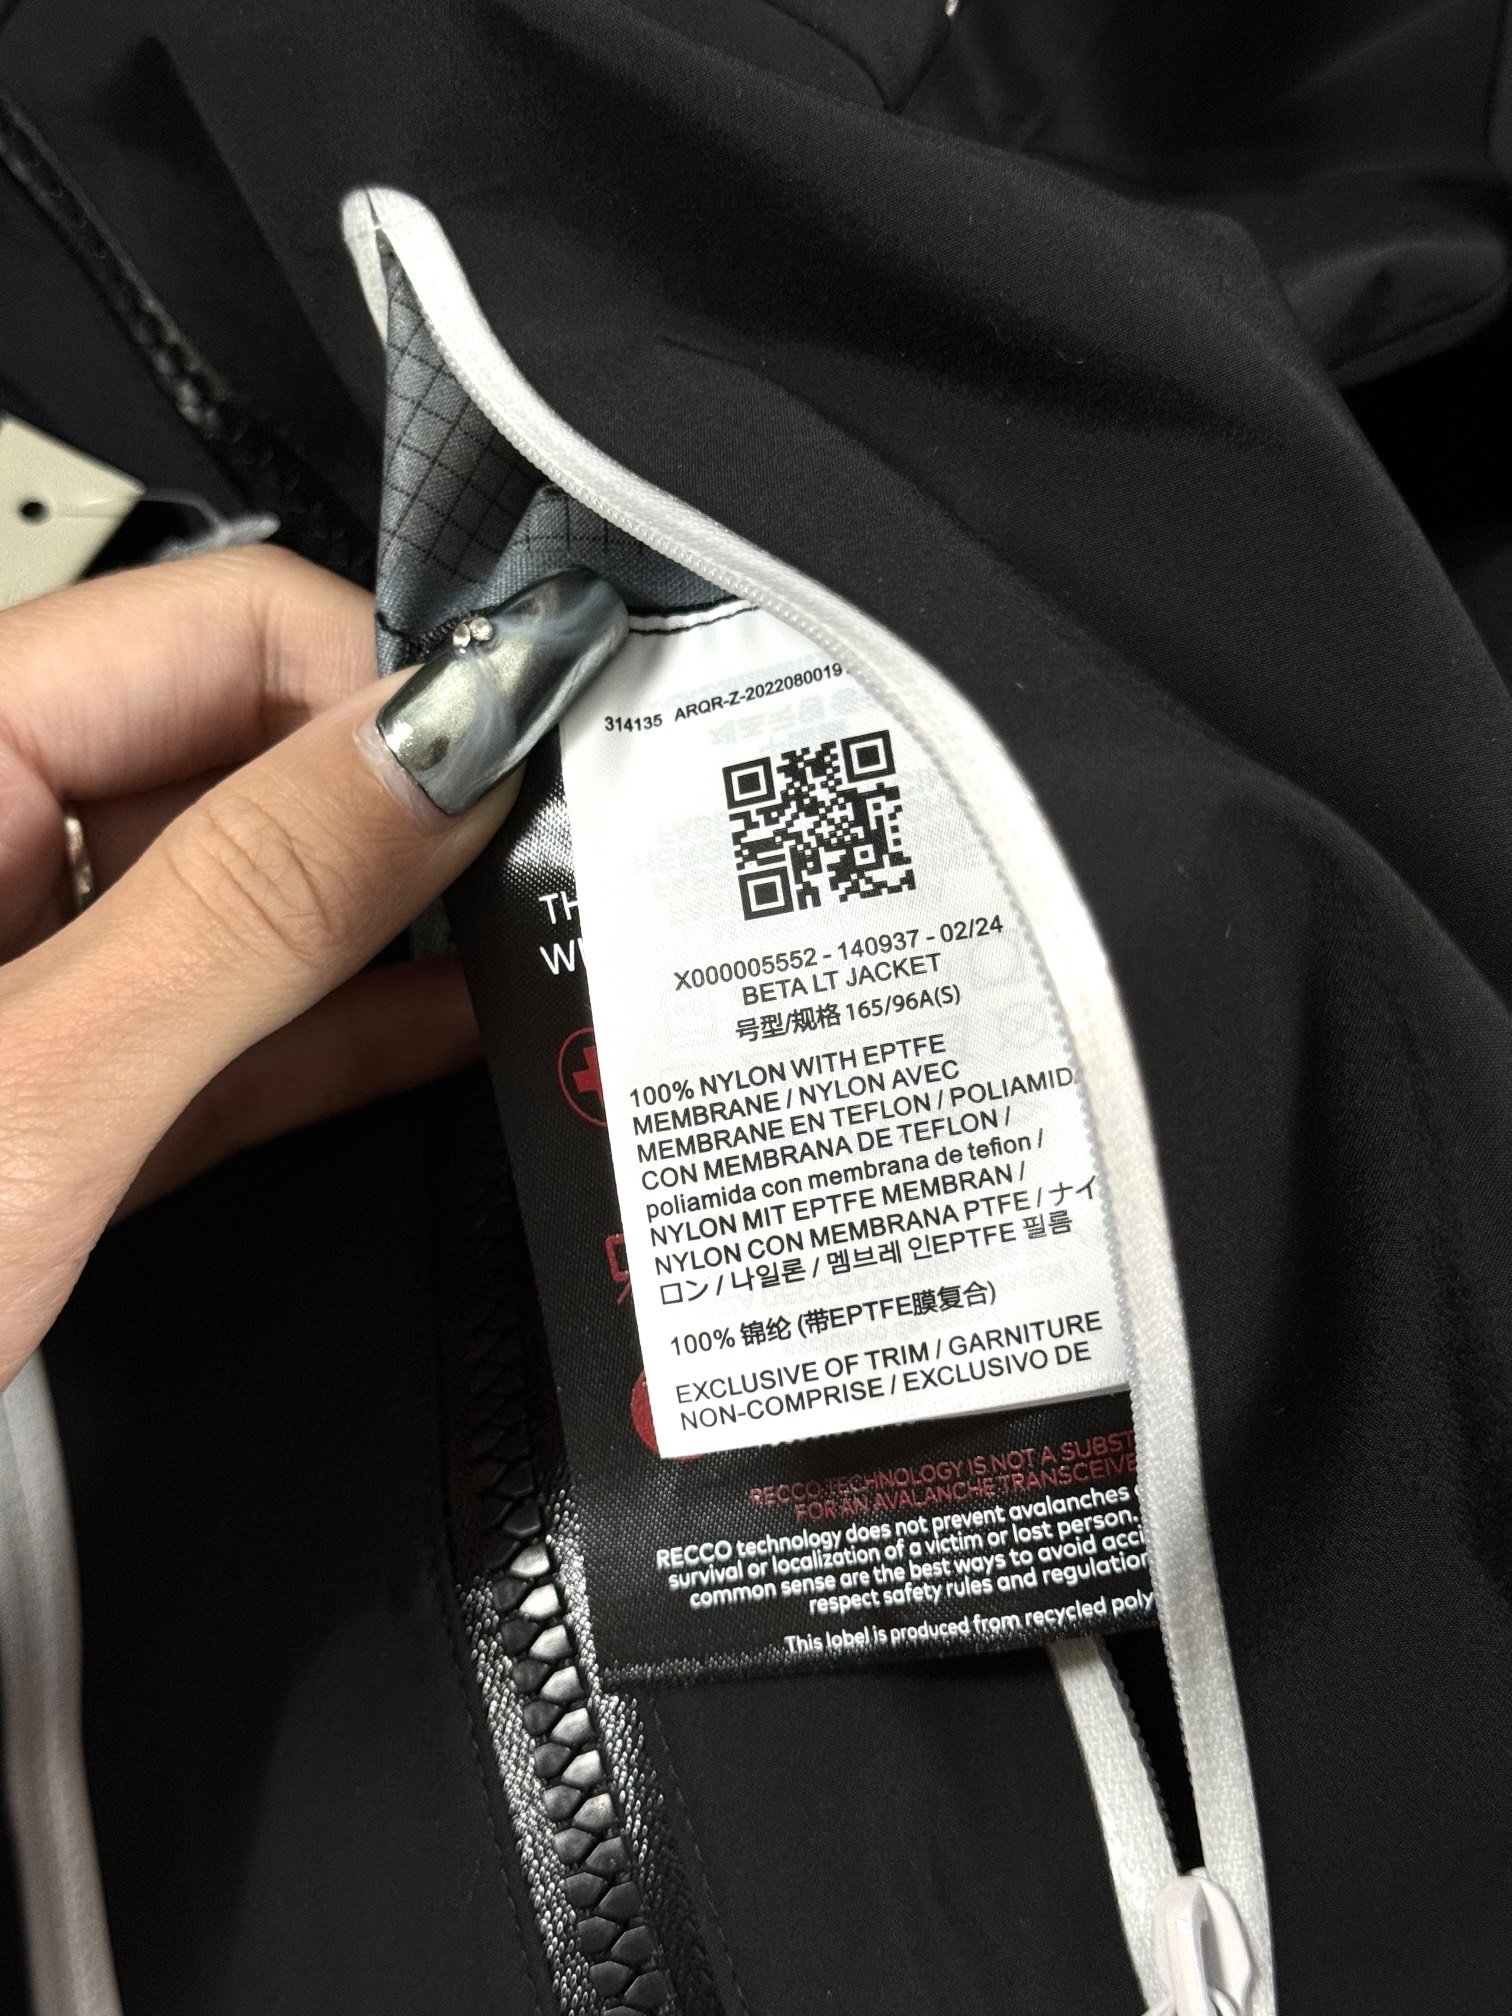 314135 ARQR-Z-2022080019
X000005552 - 140937 - 02/24
BETA LT JACKET
号型/规格 165/96A(S)
100% NYLON WITH EPTFE
MEMBRANE / NYLON AVEC
MEMBRANE EN TEFLON / POLIAMIDA
CON MEMBRANA DE TEFLON /
poliamida con membrana de tefion /
NYLON MIT EPTFE MEMBRAN /
NYLON CON MEMBRANA PTFE / ナイ
ロン / 나일론 / 멤브레 인EPTFE 필름
100% 锦纶 (带EPTFE膜复合)
EXCLUSIVE OF TRIM / GARNITURE
NON-COMPRISE / EXCLUSIVO DE
RECCO TECHNOLOGY IS NOT A SUBST
FOR AN AVALANCHE TRANSCEIVE
RECCO technology does not prevent avalanches
survival or localization of a victim or lost person.
common sense are the best ways to avoid acci
respect safety rules and regulation
This label is produced from recycled poly